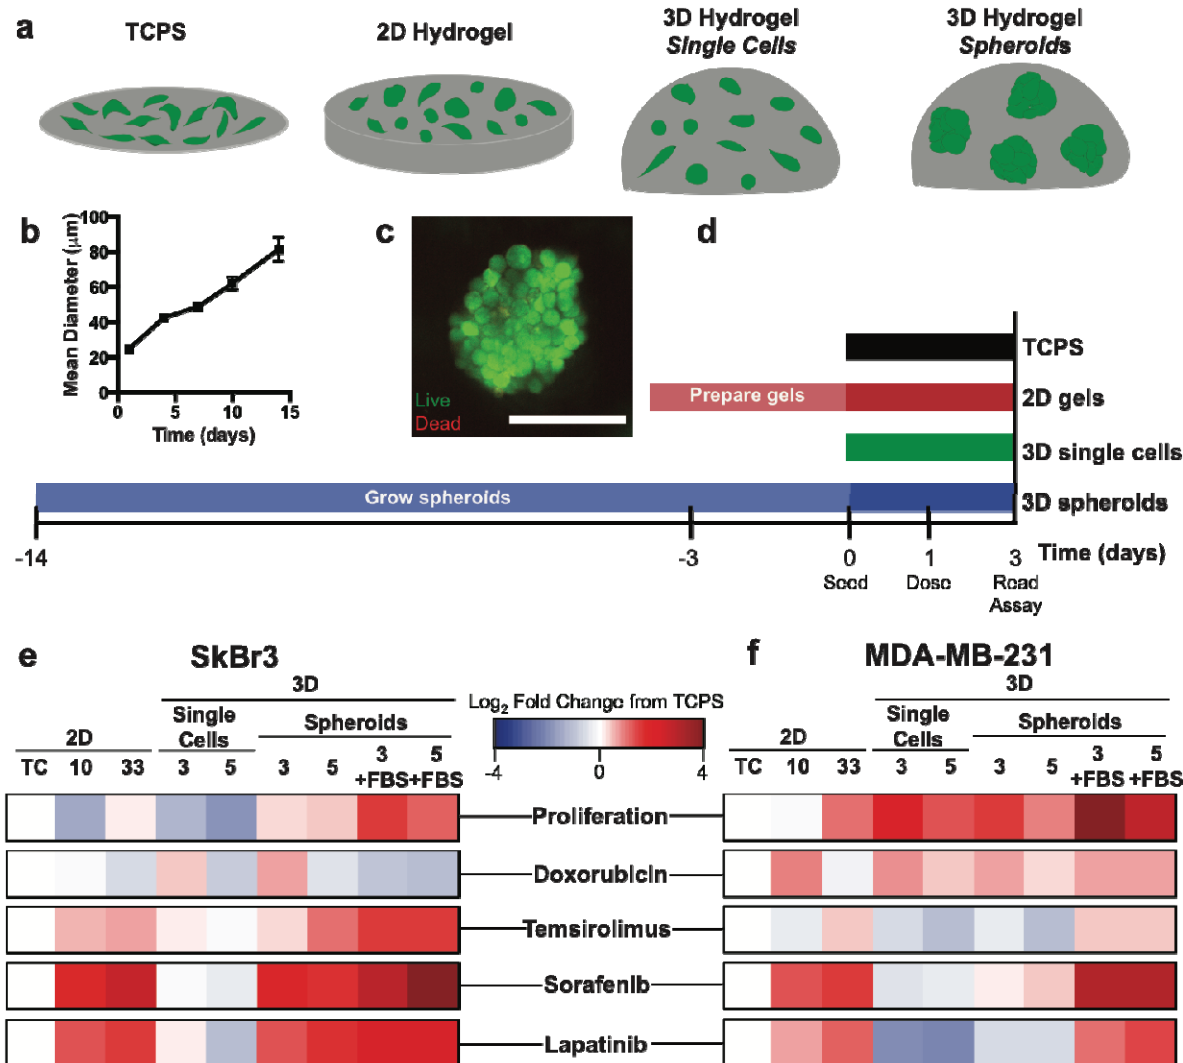 a
TCPS
2D Hydrogel
3D Hydrogel
Single Cells
3D Hydrogel
Spheroids
b
Mean Diameter (μm)
100
80
60
40
20
0
0 5 10 15
Time (days)
c
Live
Dead
d
TCPS
Prepare gels
2D gels
3D single cells
Grow spheroids
3D spheroids
-14 -3 0 1 3 Time (days)
Seed Dose Read
Assay
e SkBr3
3D
Single
Cells
Spheroids
2D
TC 10 33 3 5 3 5 3
+FBS 5
+FBS
Log2 Fold Change from TCPS
-4 0 4
f MDA-MB-231
3D
Single
Cells
Spheroids
2D
TC 10 33 3 5 3 5 3
+FBS 5
+FBS
Proliferation
Doxorubicin
Temsirolimus
Sorafenib
Lapatinib